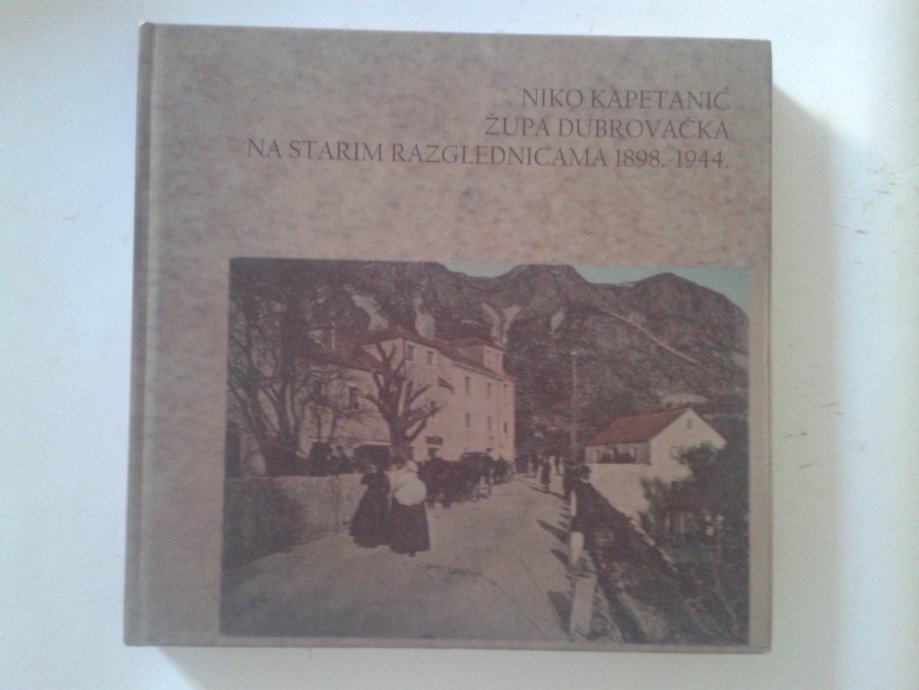 NIKO KAPETANIĆ
ŽUPA DUBROVAČKA
NA STARIM RAZGLEDNICAMA 1898.-1944.